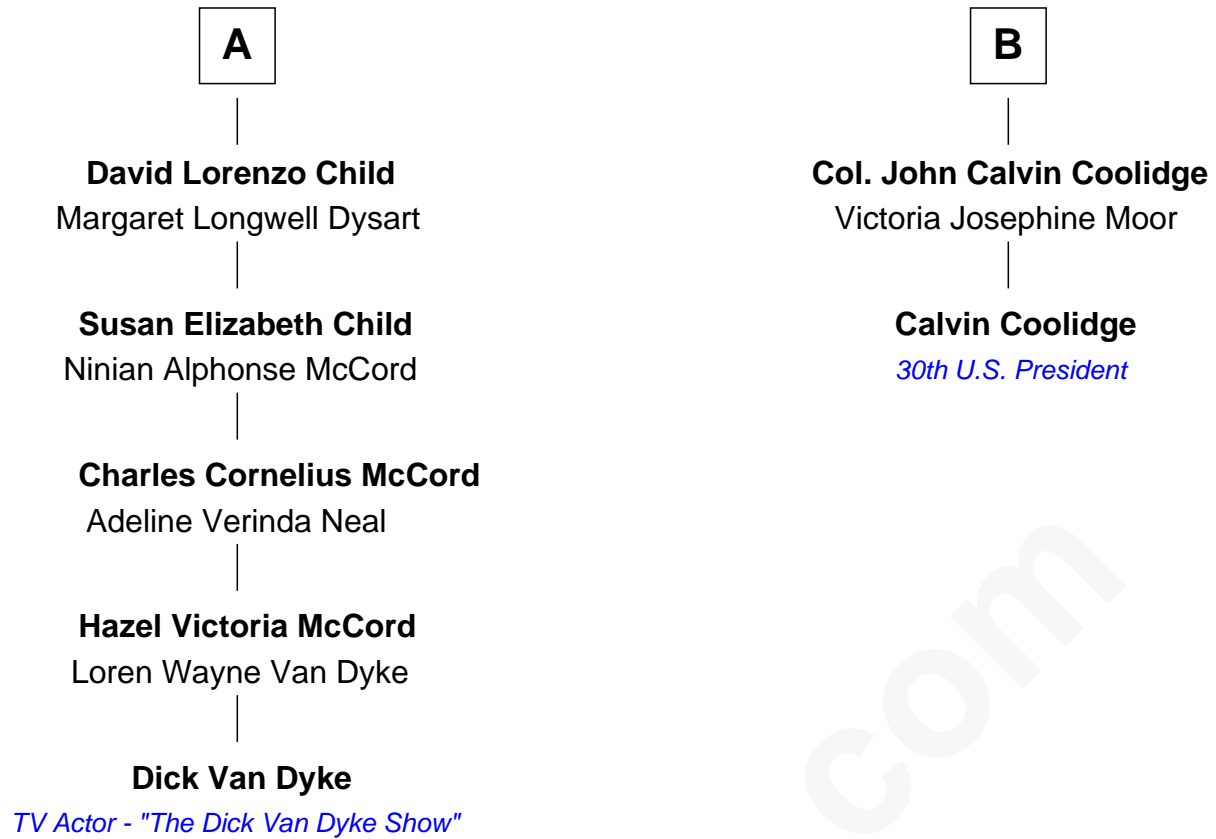 A
David Lorenzo Child
Margaret Longwell Dysart
Susan Elizabeth Child
Ninian Alphonse McCord
Charles Cornelius McCord
Adeline Verinda Neal
Hazel Victoria McCord
Loren Wayne Van Dyke
Dick Van Dyke
TV Actor - "The Dick Van Dyke Show"
B
Col. John Calvin Coolidge
Victoria Josephine Moor
Calvin Coolidge
30th U.S. President
com